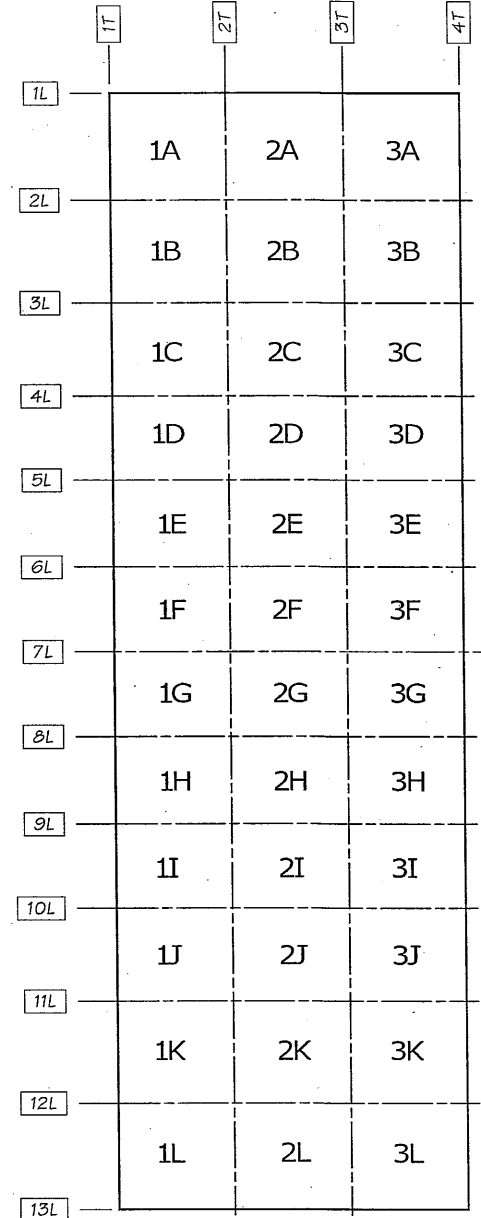 1T 2T 3T 4T
1L
1A 2A 3A
2L
1B 2B 3B
3L
1C 2C 3C
4L
1D 2D 3D
5L
1E 2E 3E
6L
1F 2F 3F
7L
1G 2G 3G
8L
1H 2H 3H
9L
1I 2I 3I
10L
1J 2J 3J
11L
1K 2K 3K
12L
1L 2L 3L
13L